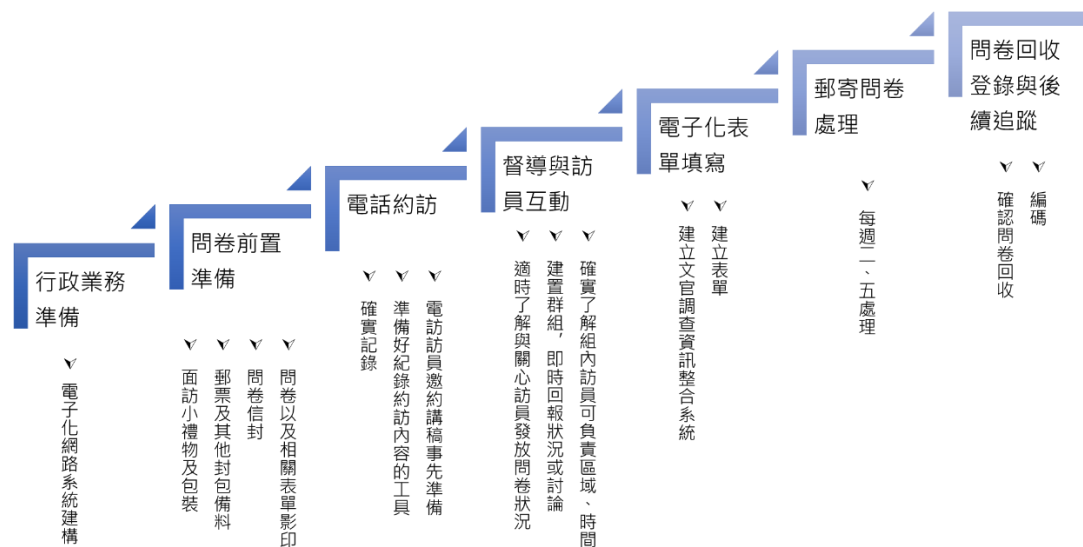 行政業務
準備
電子化網路系統建構
問卷前置
準備
問卷以及相關表單影印
問卷信封
郵票及其他封包備料
面訪小禮物及包裝
電話約訪
電訪訪員邀約講稿事先準備
準備好紀錄約訪內容的工具
確實記錄
督導與訪
員互動
確實了解組內訪員可負責區域、時間
建置群組，即時回報狀況或討論
適時了解與關心訪員發放問卷狀況
電子化表
單填寫
建立表單
建立文官調查資訊整合系統
郵寄問卷
處理
每週二、五處理
問卷回收
登錄與後
續追蹤
編碼
確認問卷回收